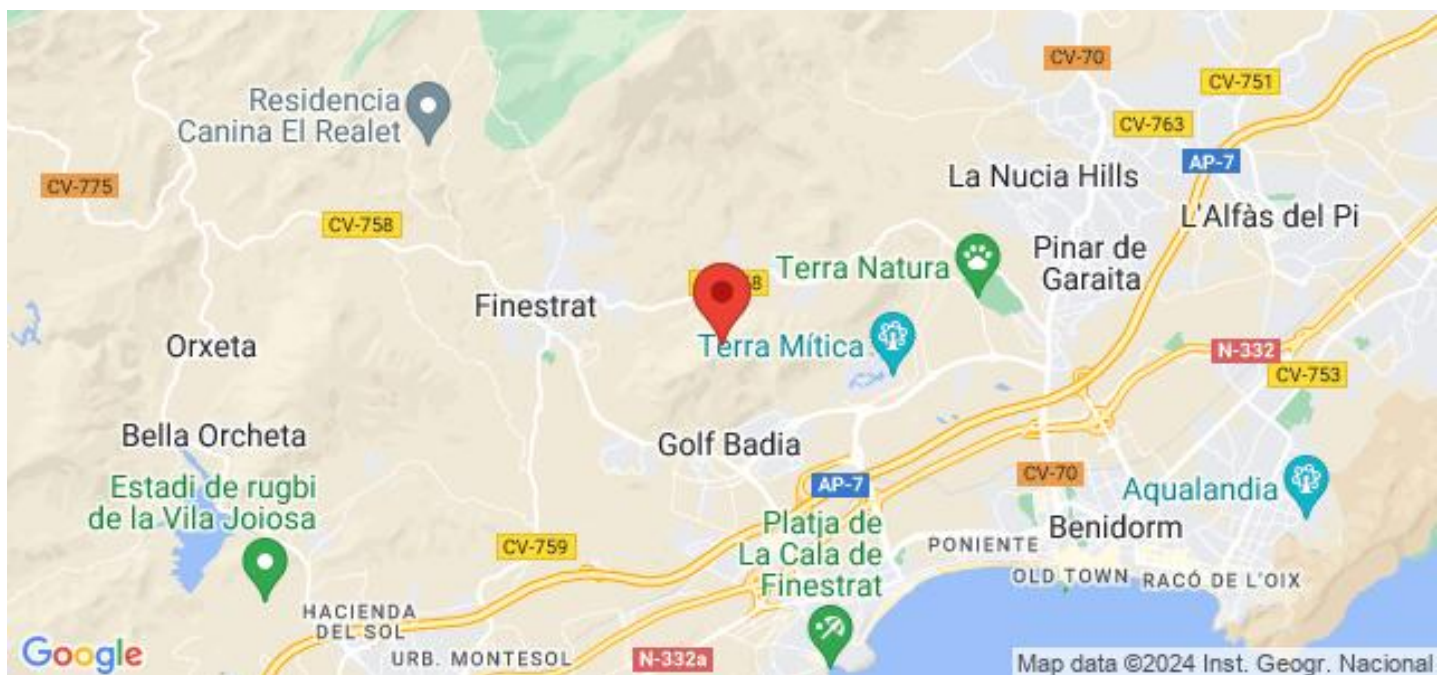 CV-70
CV-751
Residencia
Canina El Realet
CV-763
AP-7
La Nucia Hills
CV-775
L'Alfàs del Pi
CV-758
Pinar de
Garaita
Terra Natura
Finestrat
Orxeta
Terra Mítica
N-332
CV-753
Bella Orcheta
Golf Badia
Estadi de rugbi
de la Vila Joiosa
AP-7
CV-70
Aqualandia
Platja de
La Cala de
Finestrat
Benidorm
PONIENTE
CV-759
OLD TOWN
RACÓ DE L'OIX
HACIENDA
DEL SOL
Google
URB. MONTESOL
N-332a
Map data ©2024 Inst. Geogr. Nacional